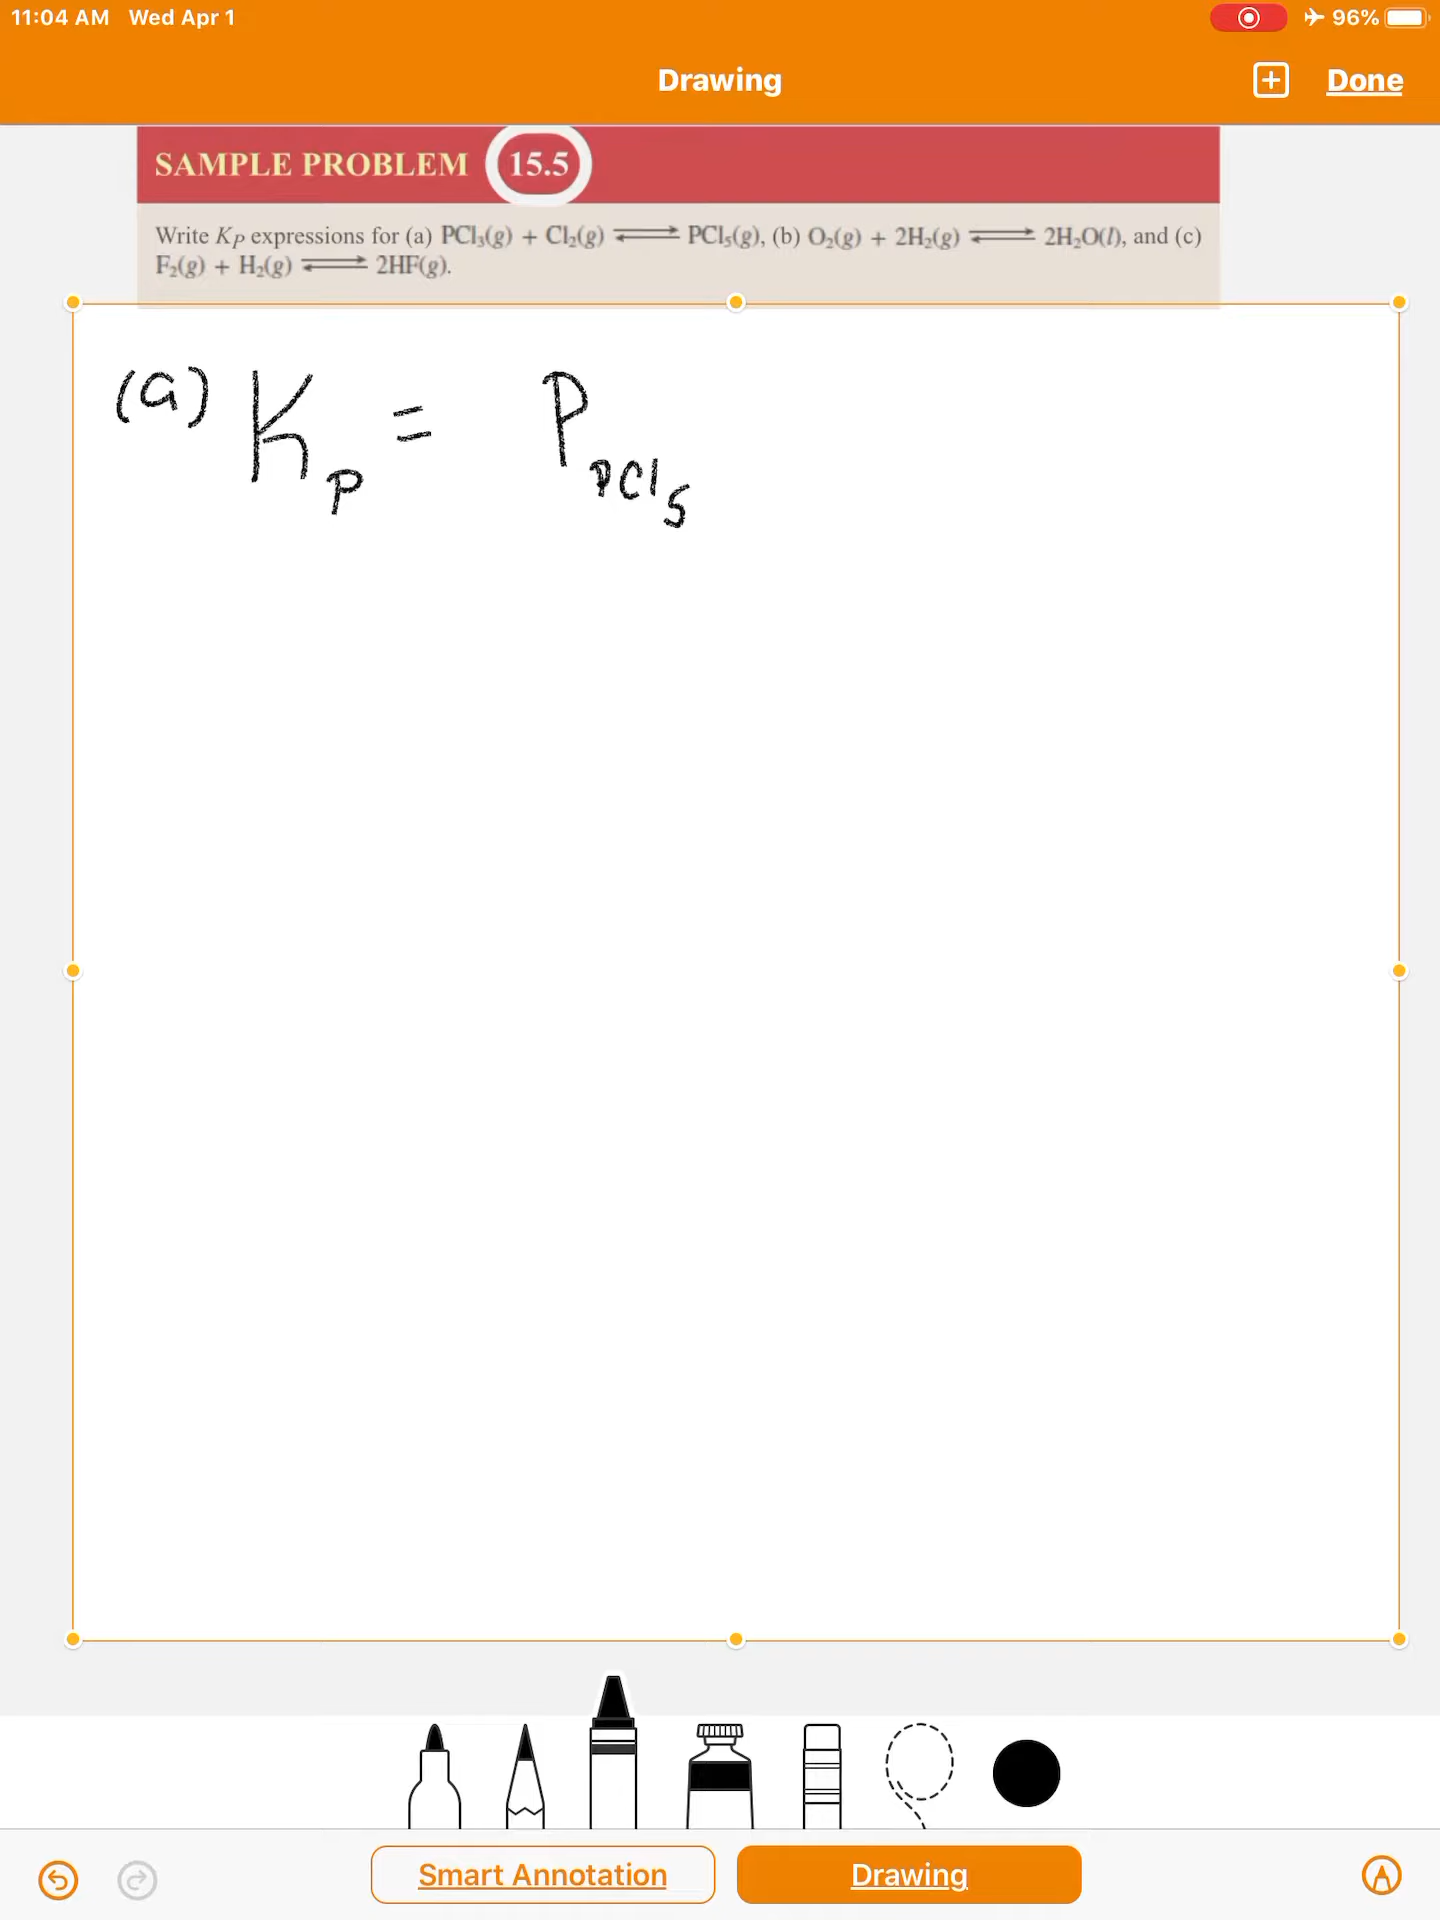 11:04 AM Wed Apr 1 96%
Drawing Done
SAMPLE PROBLEM 15.5
Write Kₚ expressions for (a) PCl₃(g) + Cl₂(g) ⇌ PCl₅(g), (b) O₂(g) + 2H₂(g) ⇌ 2H₂O(l), and (c)
F₂(g) + H₂(g) ⇌ 2HF(g).
(a) Kₚ = P PCl₅
Smart Annotation Drawing